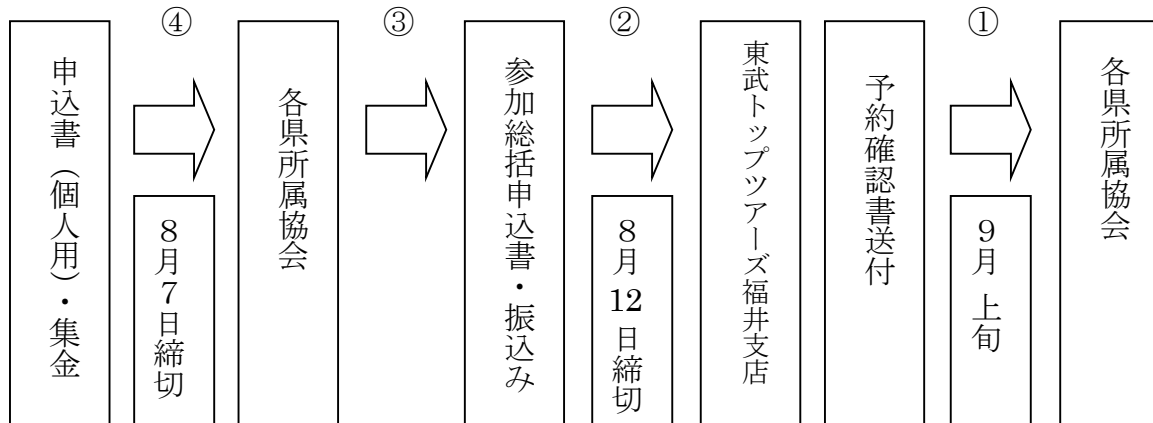 ④
③
②
①
申込書（個人用）・集金
8月7日締切
各県所属協会
参加総括申込書・振込み
8月12日締切
東武トップツアーズ福井支店
予約確認書送付
9月上旬
各県所属協会